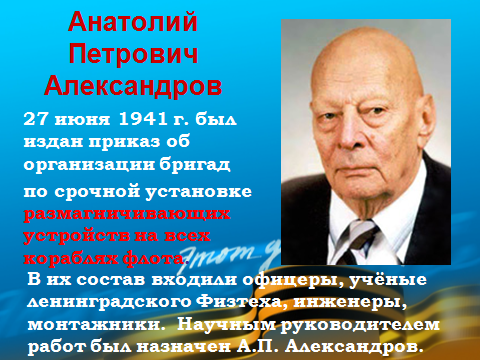 Анатолий
Петрович
Александров
27 июня 1941 г. был
издан приказ об
организации бригад
по срочной установке
размагничивающих
устройств на всех
кораблях флота.
Этот д
В их состав входили офицеры, учёные
ленинградского Физтеха, инженеры,
монтажники. Научным руководителем
работ был назначен А.П. Александров.